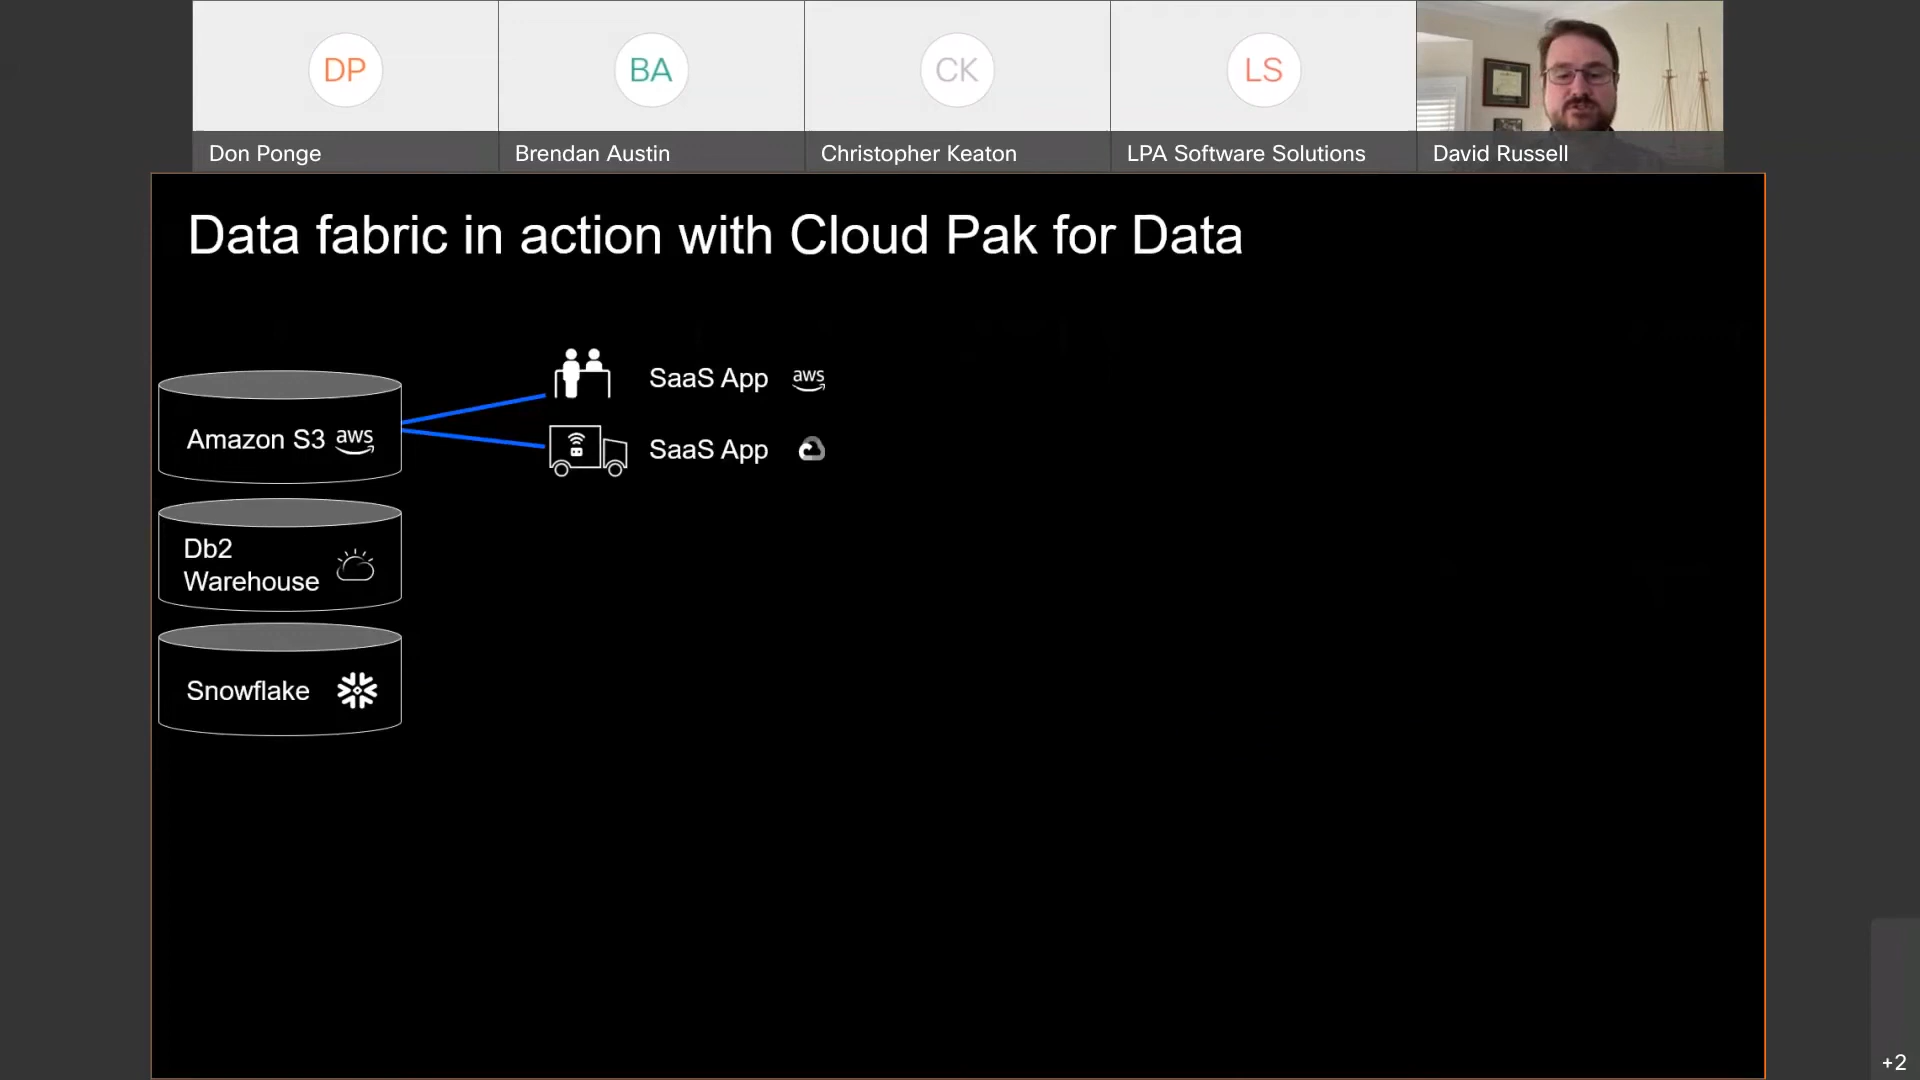 DP
BA
CK
LS
Don Ponge
Brendan Austin
Christopher Keaton
LPA Software Solutions
David Russell
Data fabric in action with Cloud Pak for Data
SaaS App aws
Amazon S3 aws
SaaS App
Db2
Warehouse
Snowflake
+2